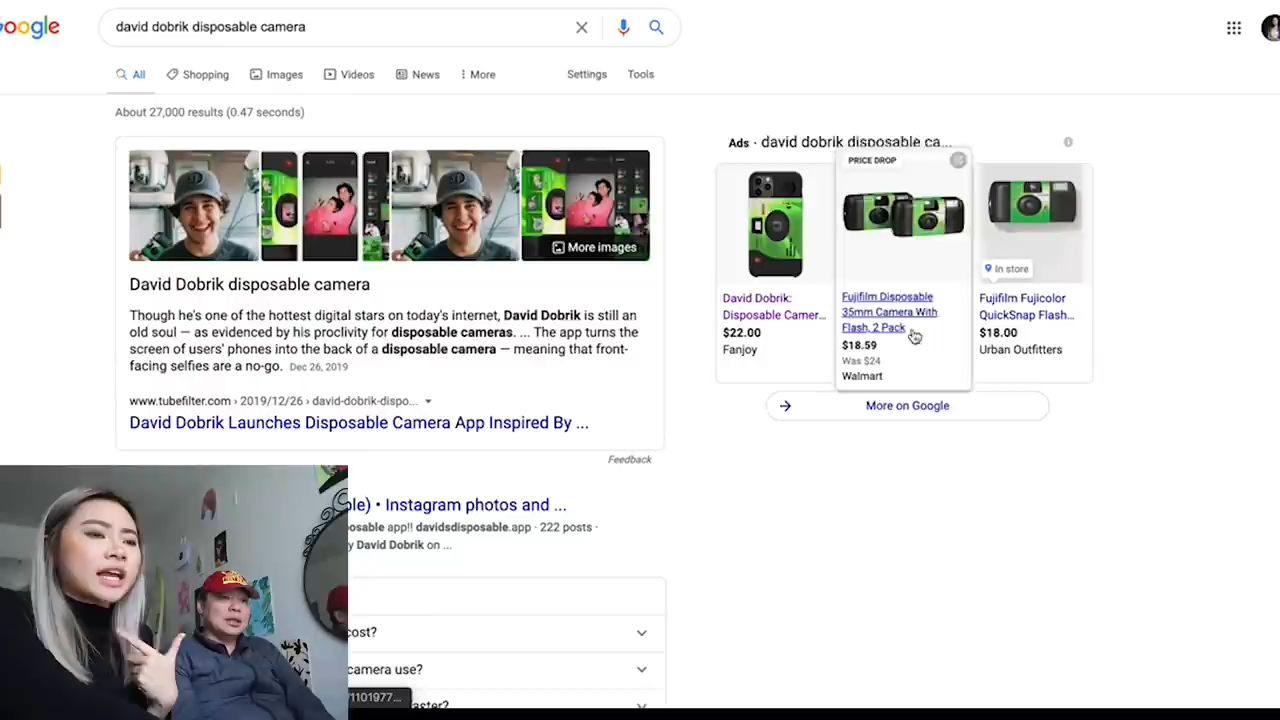 Google
david dobrik disposable camera
All Shopping Images Videos News More Settings Tools
About 27,000 results (0.47 seconds)
More images
David Dobrik disposable camera
Though he's one of the hottest digital stars on today's internet, David Dobrik is still an
old soul — as evidenced by his proclivity for disposable cameras. ... The app turns the
screen of users' phones into the back of a disposable camera — meaning that front-
facing selfies are a no-go. Dec 26, 2019
www.tubefilter.com › 2019/12/26 › david-dobrik-dispo...
David Dobrik Launches Disposable Camera App Inspired By ...
Feedback
Ads · david dobrik disposable ca...
David Dobrik:
Disposable Camer...
$22.00
Fanjoy
PRICE DROP
Fujifilm Disposable
35mm Camera With
Flash, 2 Pack
$18.59
Was $24
Walmart
In store
Fujifilm Fujicolor
QuickSnap Flash...
$18.00
Urban Outfitters
More on Google
ble) • Instagram photos and ...
osable app!! davidsdisposable.app · 222 posts ·
y David Dobrik on ...
cost?
camera use?
/1101977...
aster?